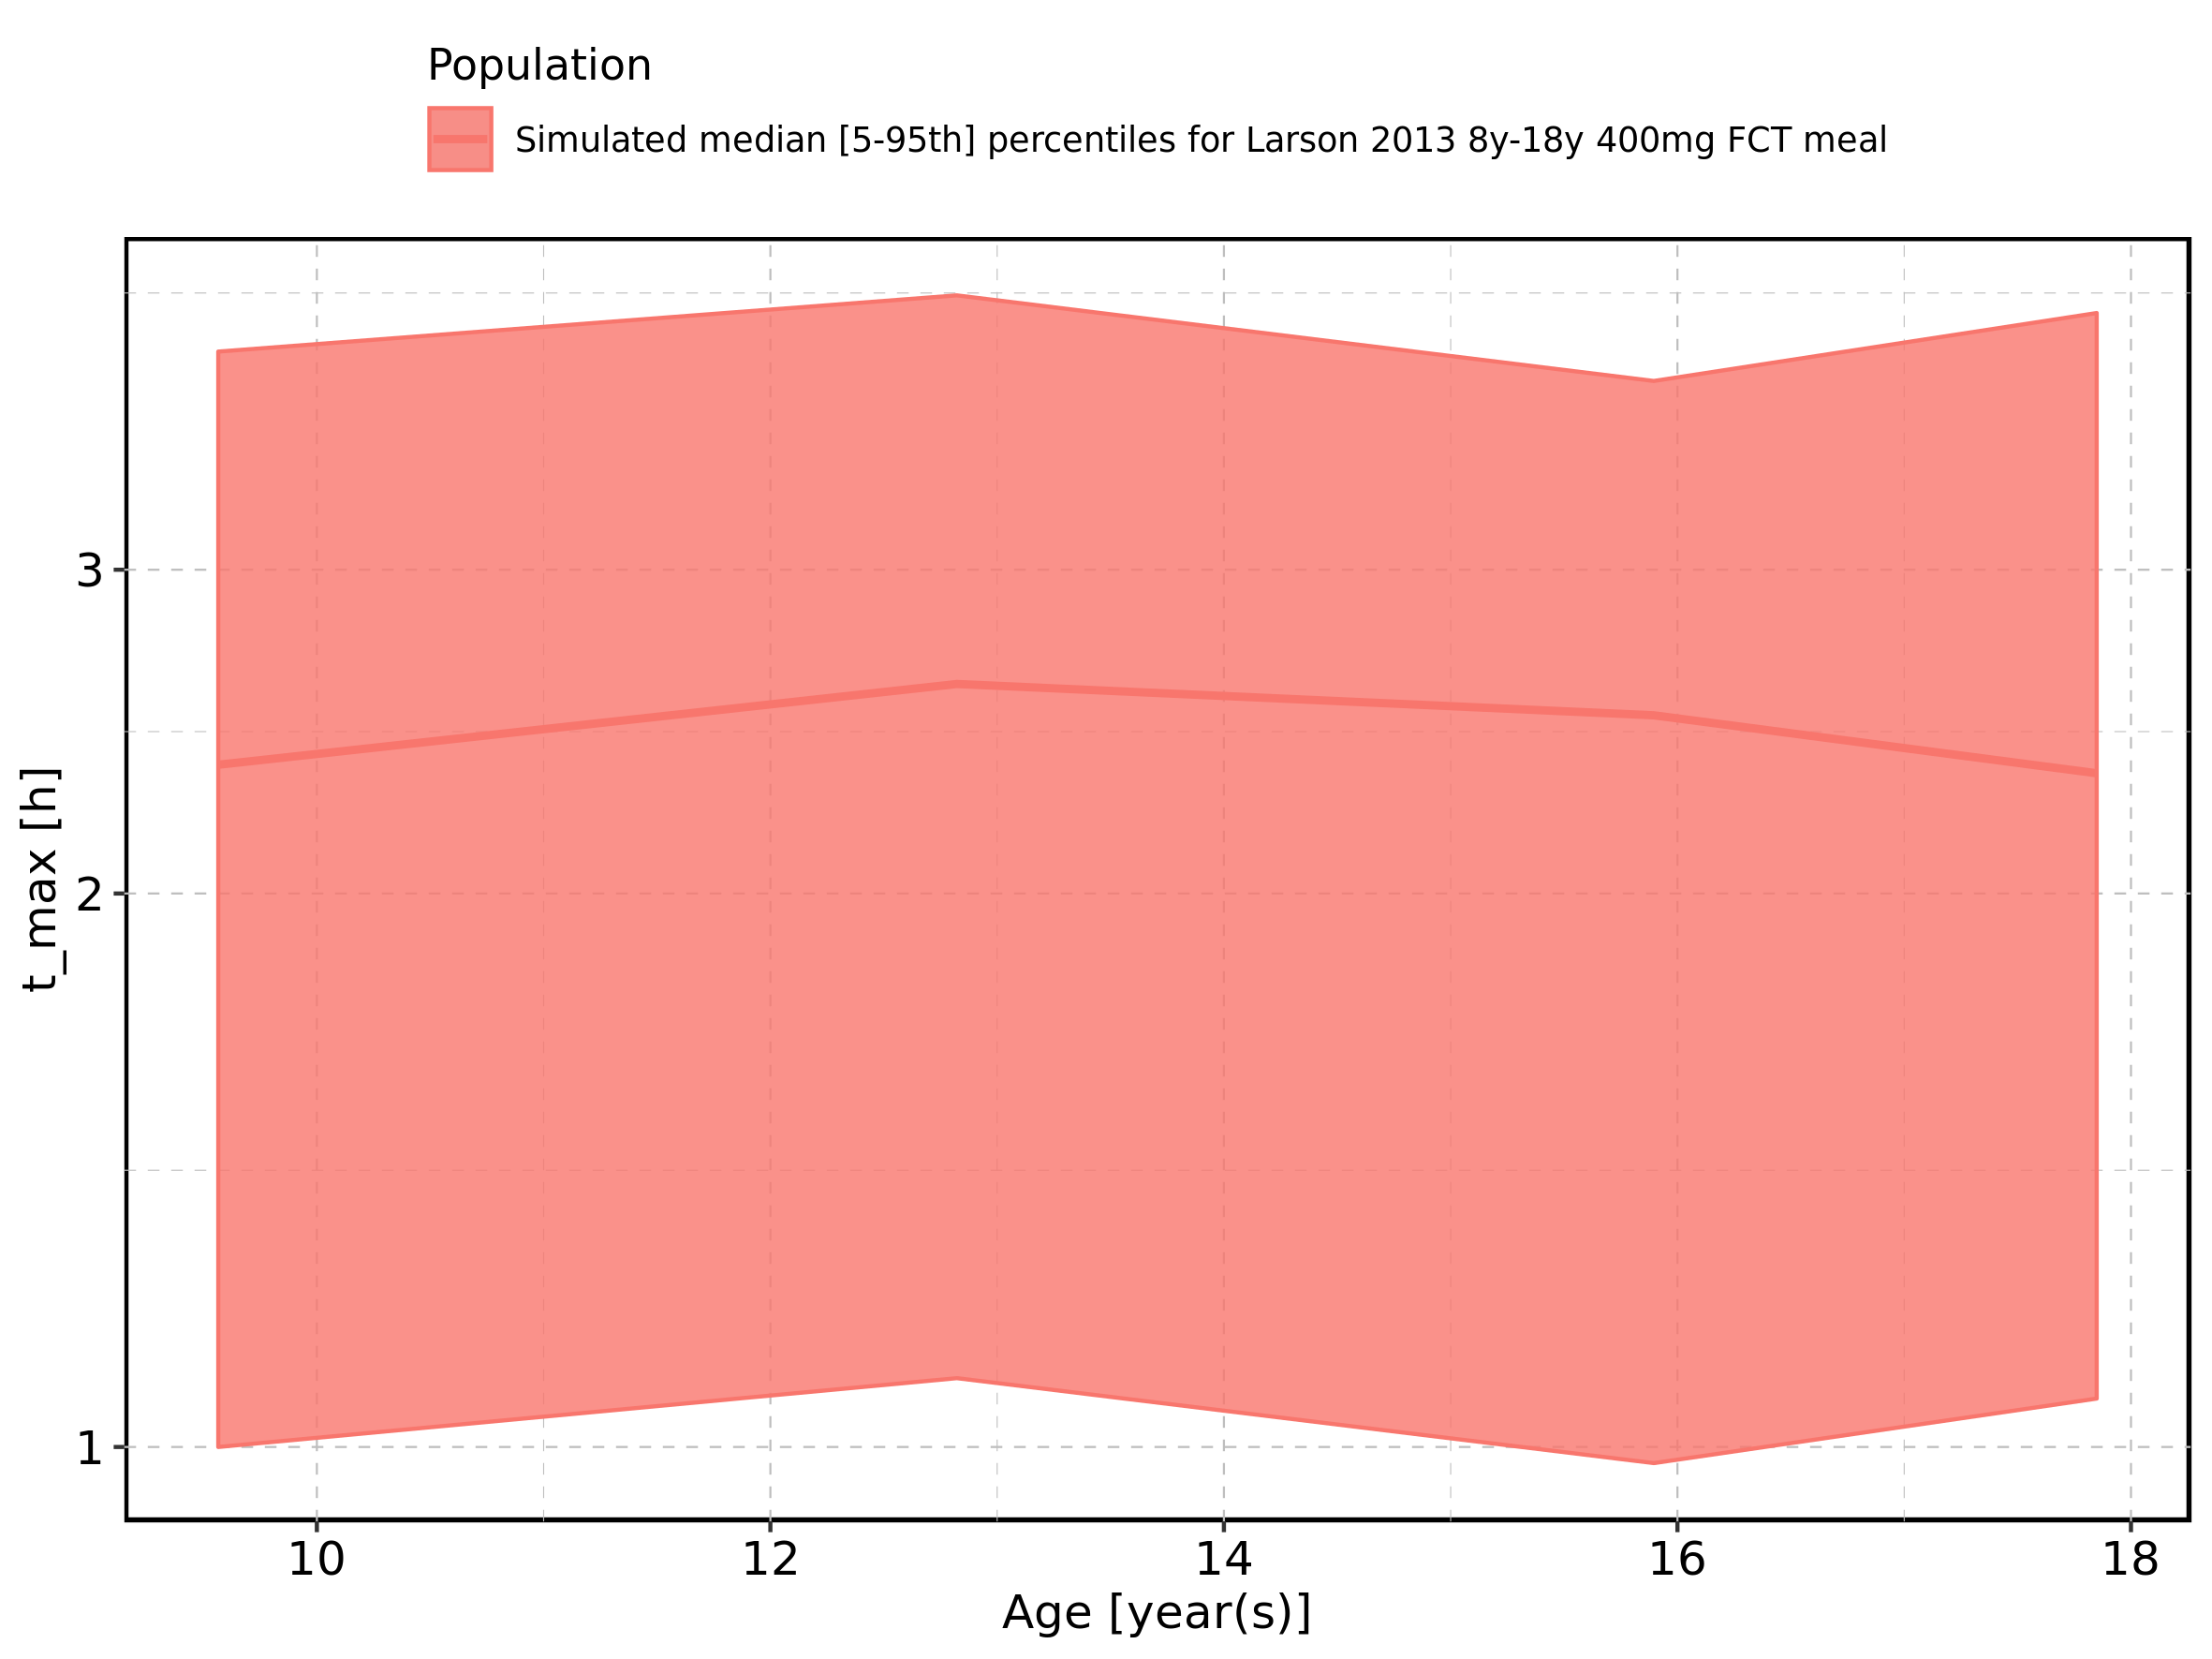 Population
Simulated median [5-95th] percentiles for Larson 2013 8y-18y 400mg FCT meal
t_max [h]
3
2
1
10 12 14 16 18
Age [year(s)]